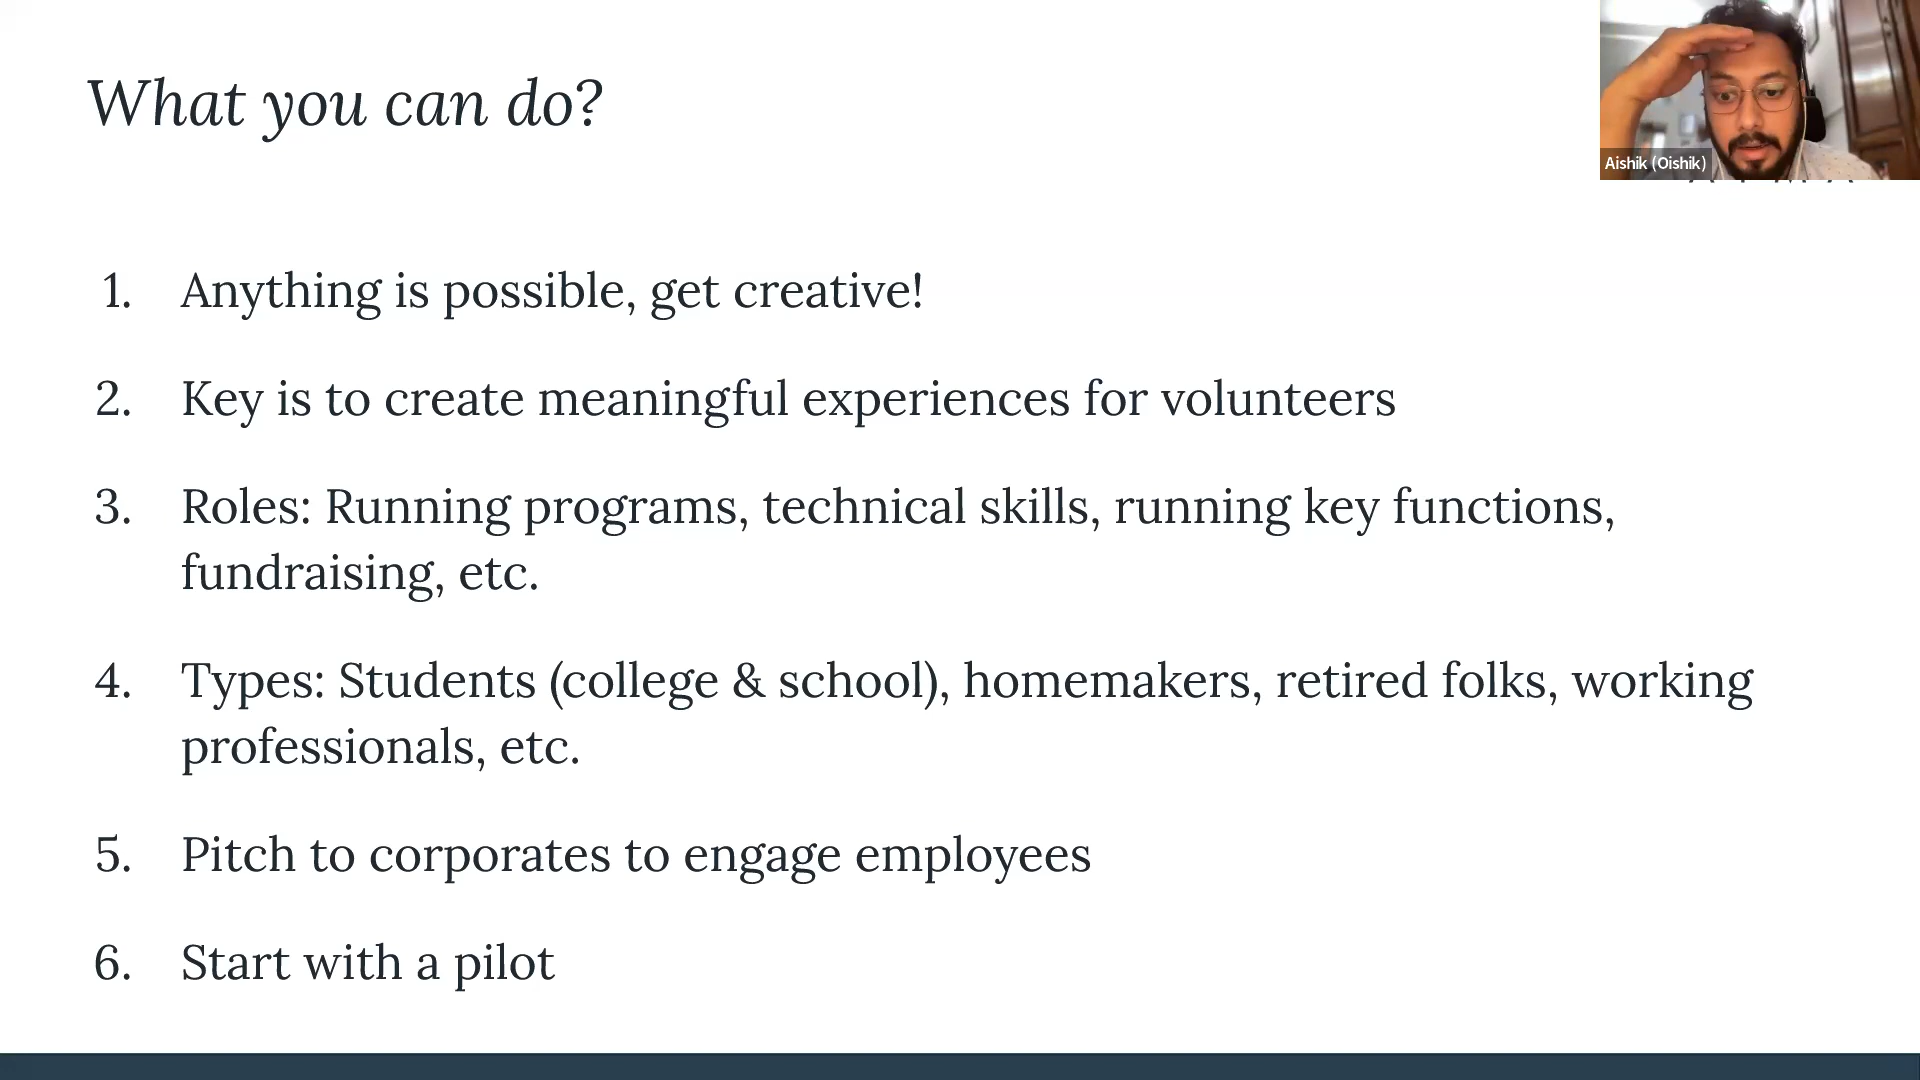 What you can do?
Aishik (Oishik)
1. Anything is possible, get creative!
2. Key is to create meaningful experiences for volunteers
3. Roles: Running programs, technical skills, running key functions,
fundraising, etc.
4. Types: Students (college & school), homemakers, retired folks, working
professionals, etc.
5. Pitch to corporates to engage employees
6. Start with a pilot